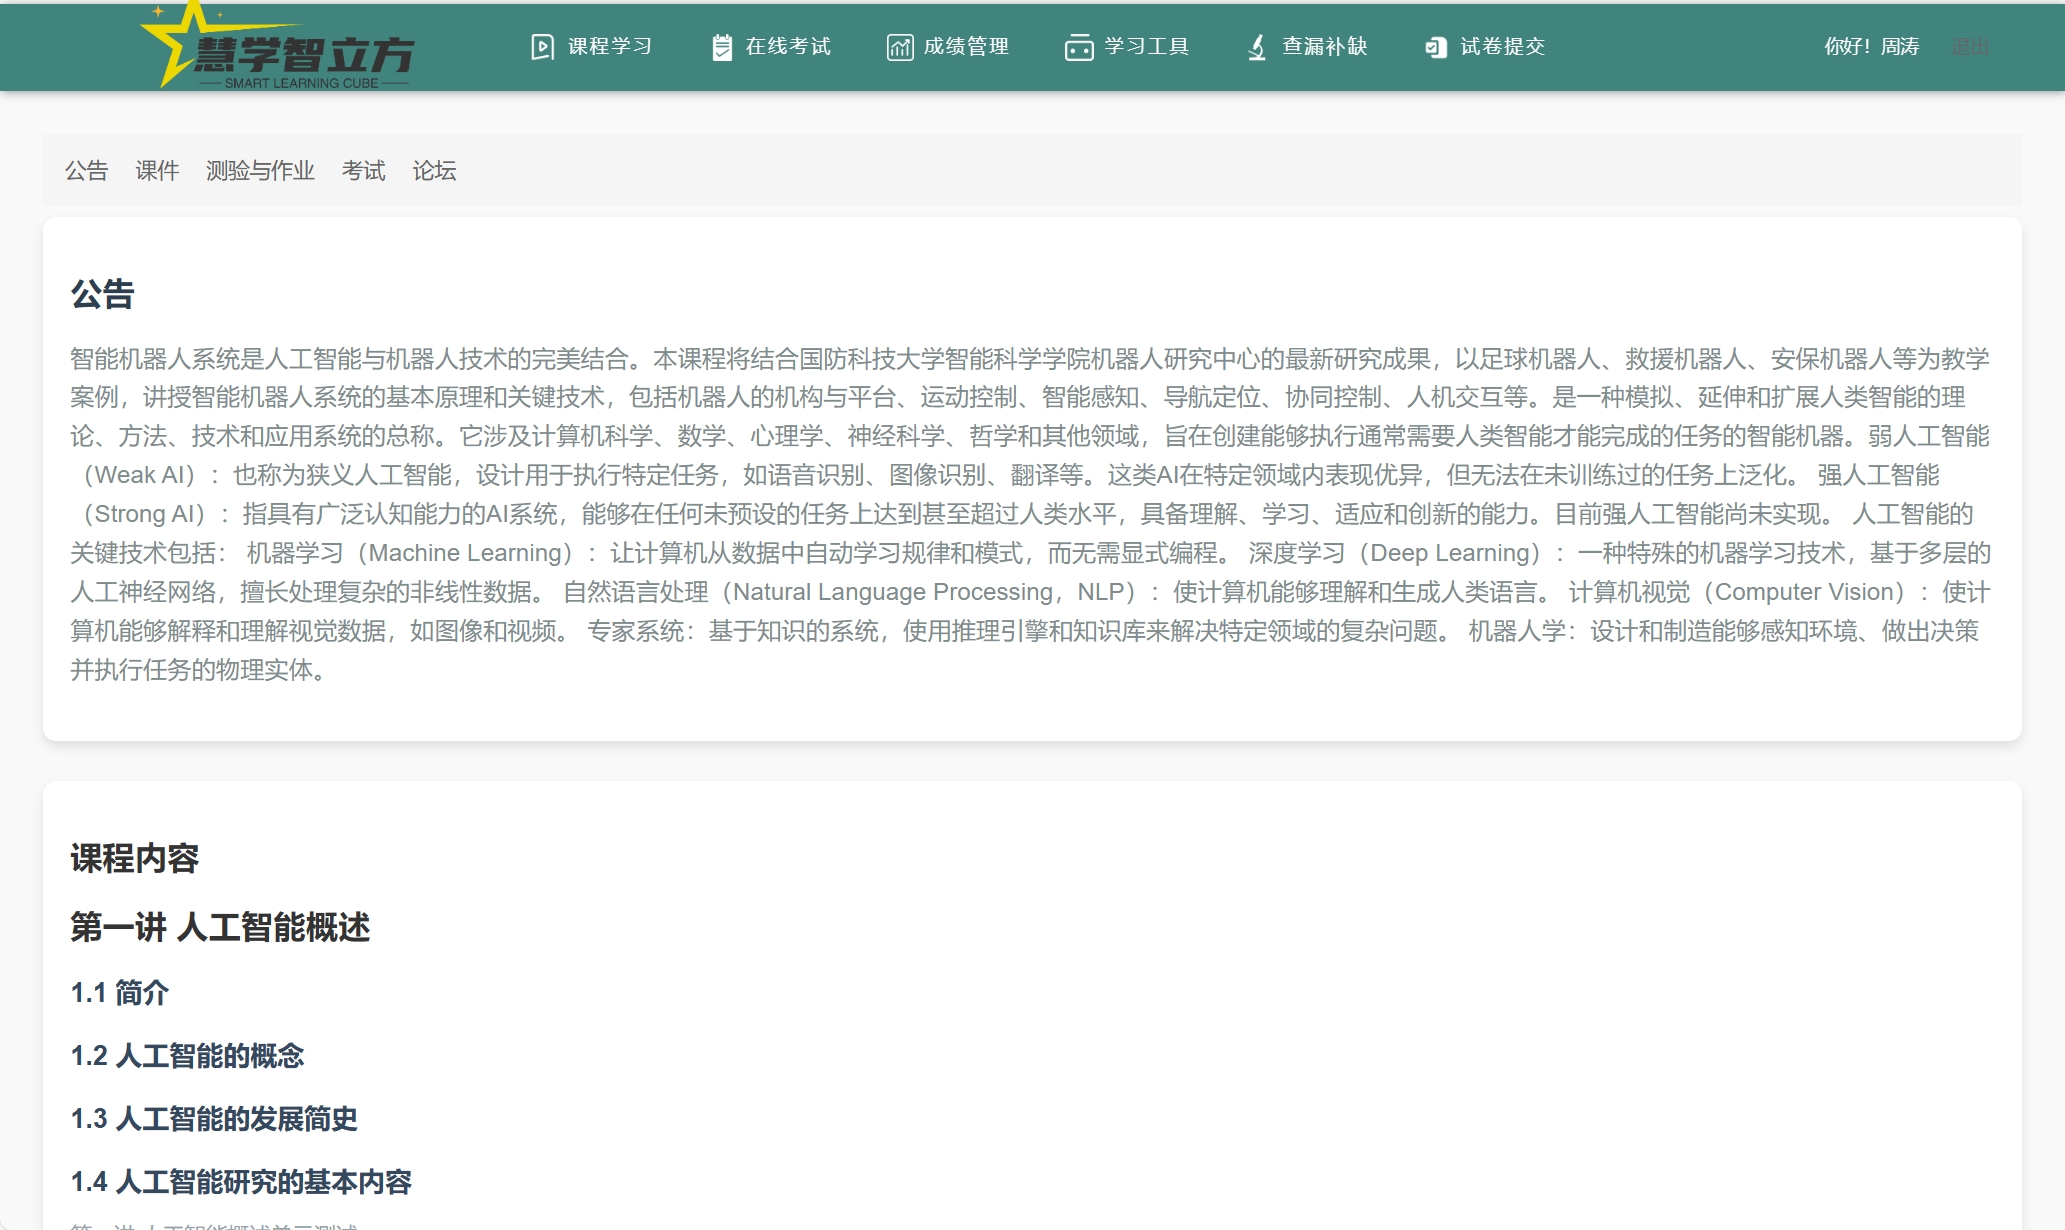 慧学智立方
SMART LEARNING CUBE
课程学习
在线考试
成绩管理
学习工具
查漏补缺
试卷提交
你好！周涛
退出
公告 课件 测验与作业 考试 论坛
公告
智能机器人系统是人工智能与机器人技术的完美结合。本课程将结合国防科技大学智能科学学院机器人研究中心的最新研究成果，以足球机器人、救援机器人、安保机器人等为教学
案例，讲授智能机器人系统的基本原理和关键技术，包括机器人的机构与平台、运动控制、智能感知、导航定位、协同控制、人机交互等。是一种模拟、延伸和扩展人类智能的理
论、方法、技术和应用系统的总称。它涉及计算机科学、数学、心理学、神经科学、哲学和其他领域，旨在创建能够执行通常需要人类智能才能完成的任务的智能机器。弱人工智能
（Weak AI）：也称为狭义人工智能，设计用于执行特定任务，如语音识别、图像识别、翻译等。这类AI在特定领域内表现优异，但无法在未训练过的任务上泛化。 强人工智能
（Strong AI）：指具有广泛认知能力的AI系统，能够在任何未预设的任务上达到甚至超过人类水平，具备理解、学习、适应和创新的能力。目前强人工智能尚未实现。 人工智能的
关键技术包括： 机器学习（Machine Learning）：让计算机从数据中自动学习规律和模式，而无需显式编程。 深度学习（Deep Learning）：一种特殊的机器学习技术，基于多层的
人工神经网络，擅长处理复杂的非线性数据。 自然语言处理（Natural Language Processing，NLP）：使计算机能够理解和生成人类语言。 计算机视觉（Computer Vision）：使计
算机能够解释和理解视觉数据，如图像和视频。 专家系统：基于知识的系统，使用推理引擎和知识库来解决特定领域的复杂问题。 机器人学：设计和制造能够感知环境、做出决策
并执行任务的物理实体。
课程内容
第一讲 人工智能概述
1.1 简介
1.2 人工智能的概念
1.3 人工智能的发展简史
1.4 人工智能研究的基本内容
第一讲 人工智能概述单元测试